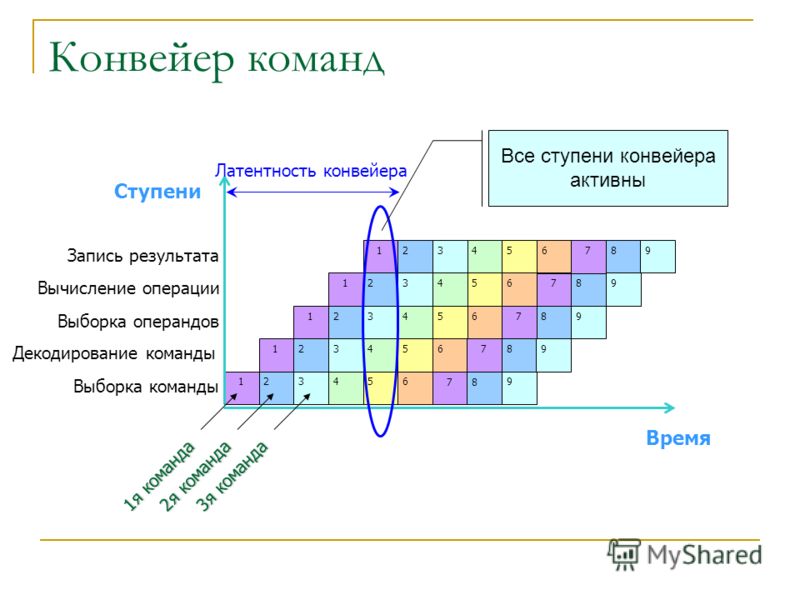 Конвейер команд
Все ступени конвейера
активны
Латентность конвейера
Ступени
Запись результата
1 2 3 4 5 6 7 8 9
Вычисление операции
1 2 3 4 5 6 7 8 9
Выборка операндов
1 2 3 4 5 6 7 8 9
Декодирование команды
1 2 3 4 5 6 7 8 9
Выборка команды
1 2 3 4 5 6 7 8 9
Время
1я команда
2я команда
3я команда
MyShared